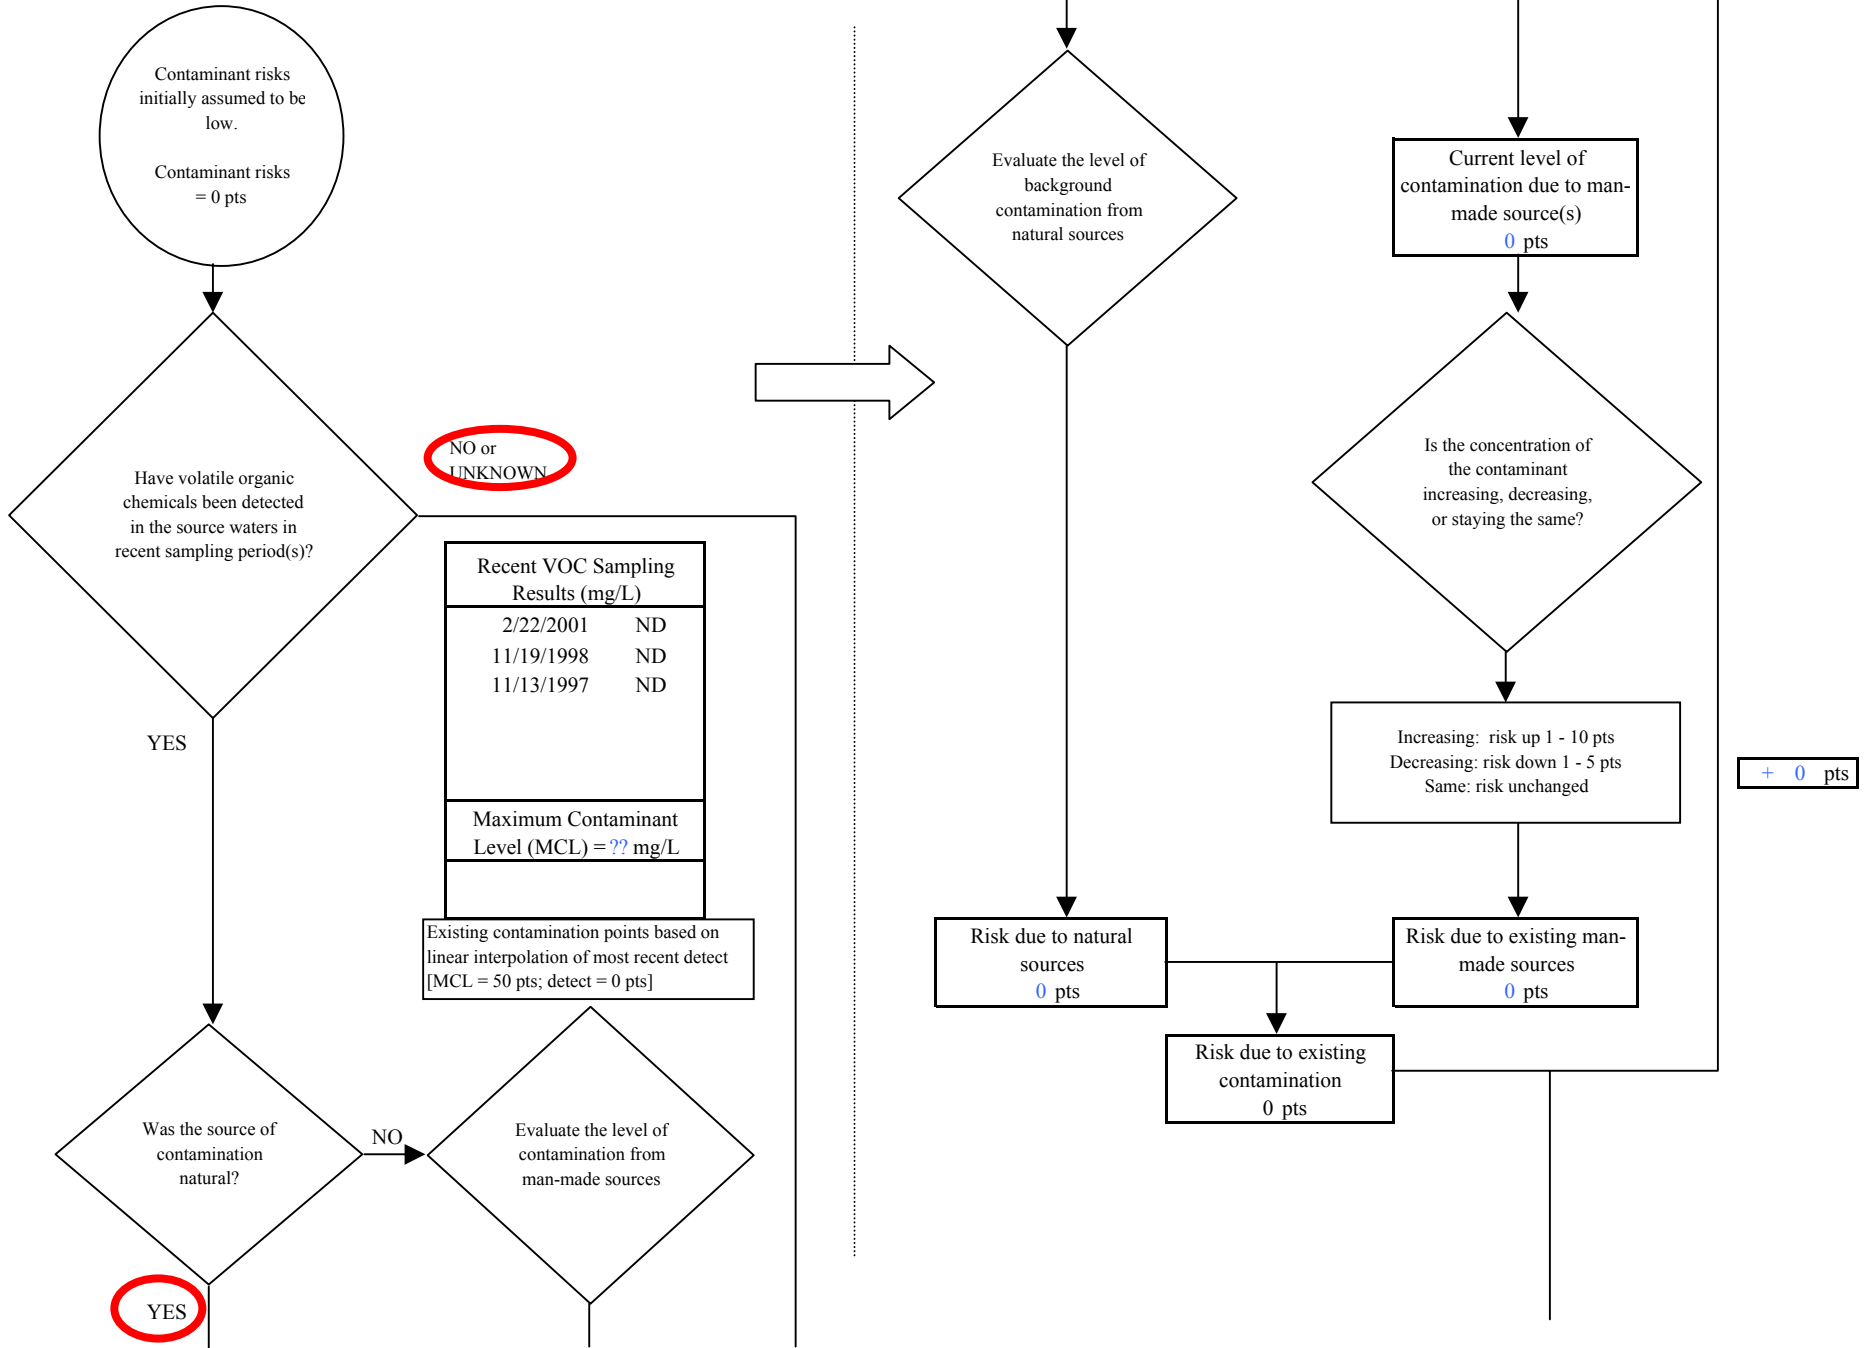 Contaminant risks
initially assumed to be
low.
Contaminant risks
= 0 pts
Have volatile organic
chemicals been detected
in the source waters in
recent sampling period(s)?
NO or
UNKNOWN
YES
Recent VOC Sampling
Results (mg/L)
2/22/2001 ND
11/19/1998 ND
11/13/1997 ND
Maximum Contaminant
Level (MCL) = ?? mg/L
Existing contamination points based on
linear interpolation of most recent detect
[MCL = 50 pts; detect = 0 pts]
Was the source of
contamination
natural?
NO
Evaluate the level of
contamination from
man-made sources
YES
Evaluate the level of
background
contamination from
natural sources
Current level of
contamination due to man-
made source(s)
0 pts
Is the concentration of
the contaminant
increasing, decreasing,
or staying the same?
Increasing: risk up 1 - 10 pts
Decreasing: risk down 1 - 5 pts
Same: risk unchanged
+ 0 pts
Risk due to natural
sources
0 pts
Risk due to existing man-
made sources
0 pts
Risk due to existing
contamination
0 pts